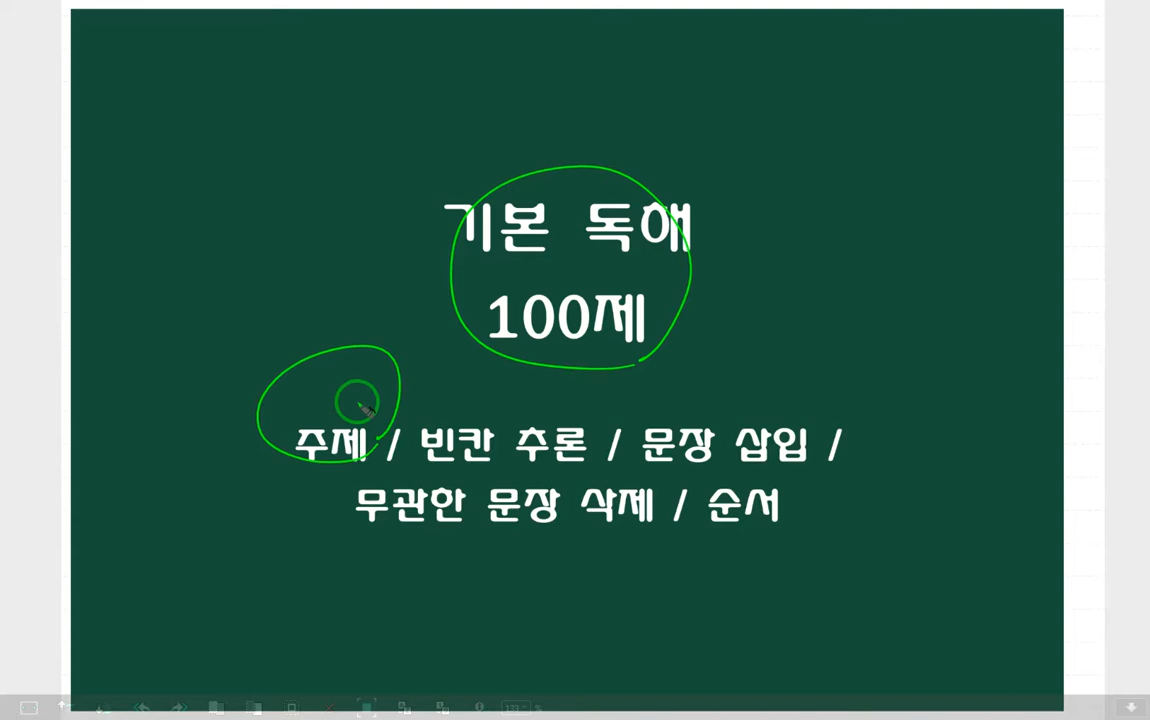 기본 독해
100제
주제 / 빈칸 추론 / 문장 삽입 /
무관한 문장 삭제 / 순서
133 %